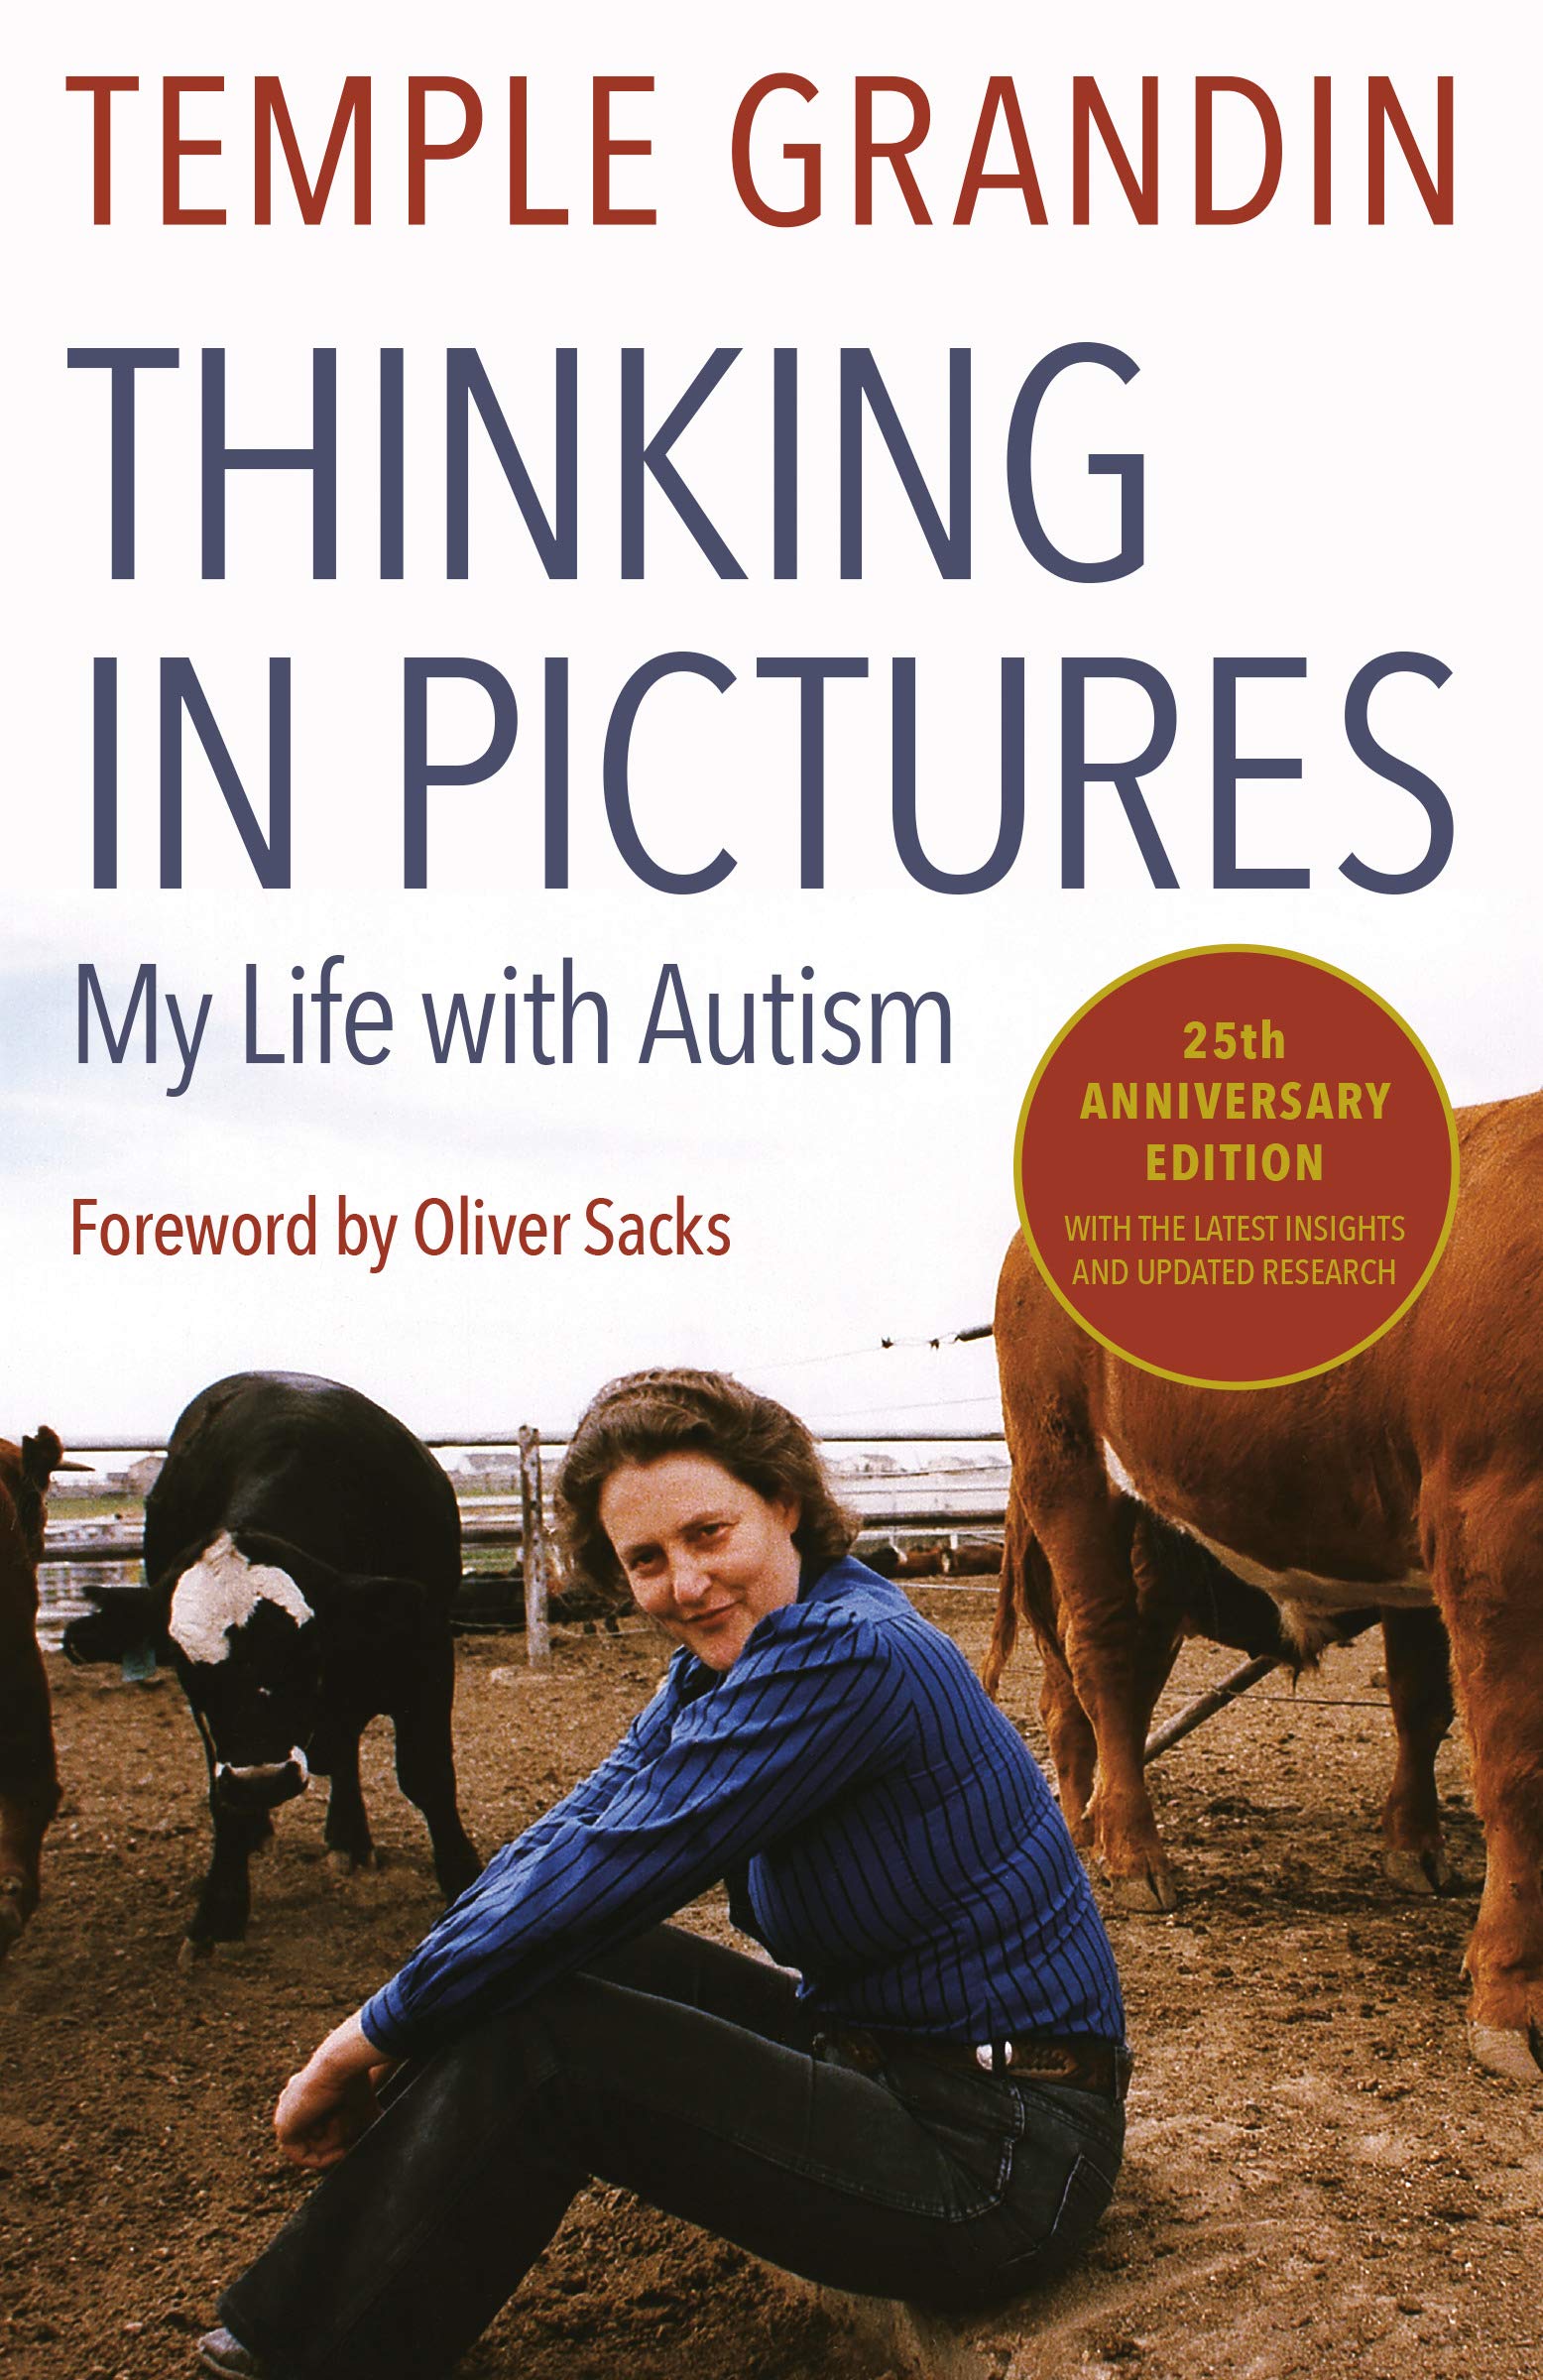 TEMPLE GRANDIN
THINKING
IN PICTURES
My Life with Autism
25th
ANNIVERSARY
EDITION
WITH THE LATEST INSIGHTS
AND UPDATED RESEARCH
Foreword by Oliver Sacks